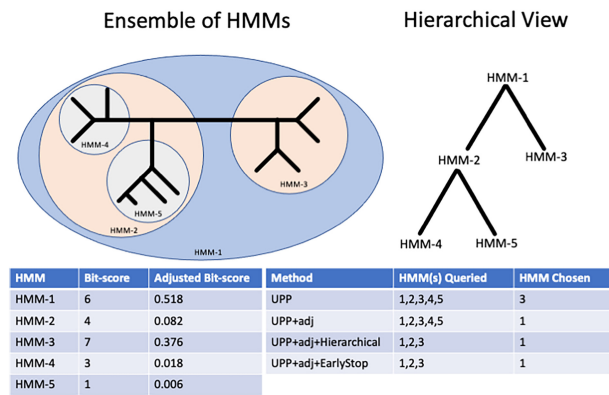 Ensemble of HMMs
Hierarchical View
HMM-4
HMM-5
HMM-2
HMM-3
HMM-1
HMM-1
HMM-2
HMM-3
HMM-4
HMM-5
HMM Bit-score Adjusted Bit-score
HMM-1 6 0.518
HMM-2 4 0.082
HMM-3 7 0.376
HMM-4 3 0.018
HMM-5 1 0.006
Method HMM(s) Queried HMM Chosen
UPP 1,2,3,4,5 3
UPP+adj 1,2,3,4,5 1
UPP+adj+Hierarchical 1,2,3 1
UPP+adj+EarlyStop 1,2,3 1